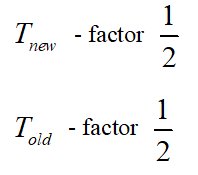 T_new - factor 1/2
T_old - factor 1/2